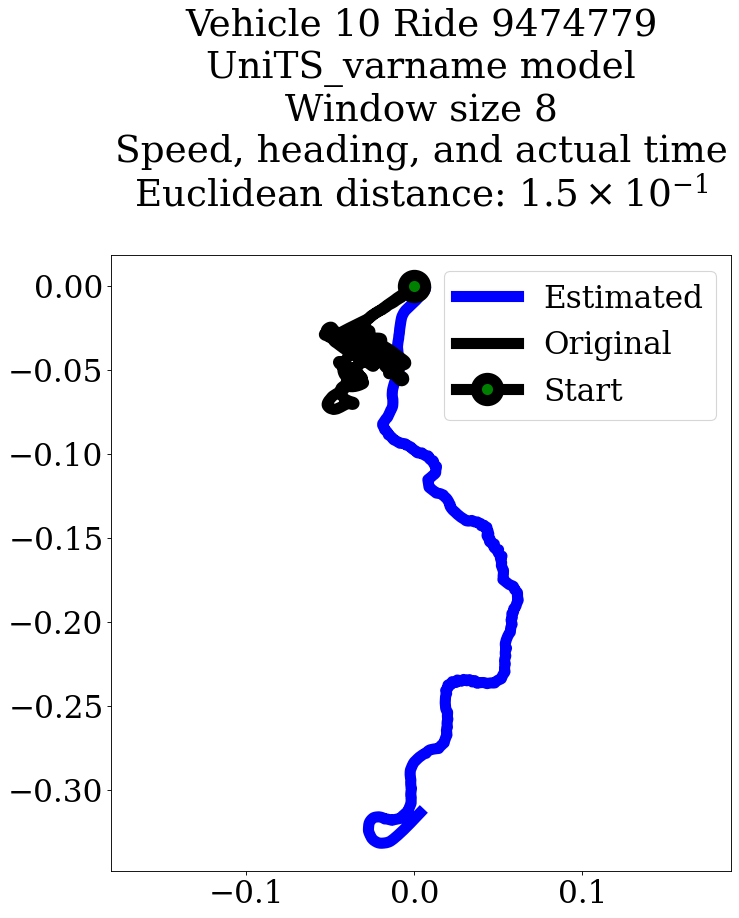 Vehicle 10 Ride 9474779
UniTS_varname model
Window size 8
Speed, heading, and actual time
Euclidean distance: $1.5 \times 10^{-1}$
Estimated
Original
Start
0.00
−0.05
−0.10
−0.15
−0.20
−0.25
−0.30
−0.1 0.0 0.1